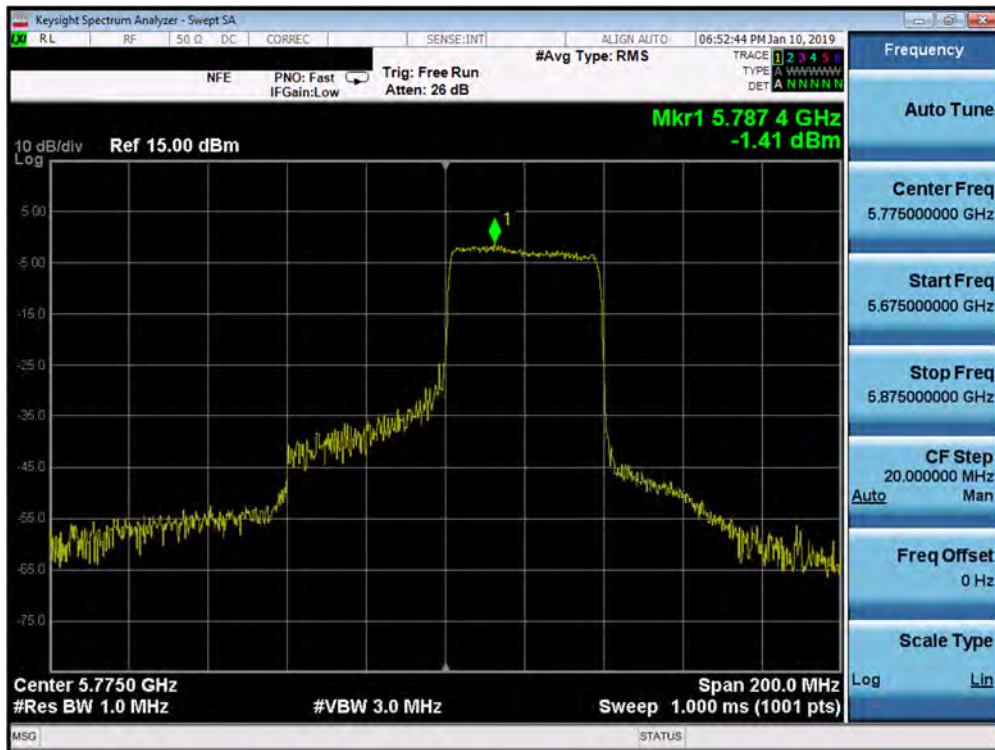 Keysight Spectrum Analyzer - Swept SA
LXI RL RF 50 Ω DC CORREC SENSE:INT ALIGN AUTO 06:52:44 PM Jan 10, 2019
NFE PNO: Fast Trig: Free Run #Avg Type: RMS TRACE 1 2 3 4 5 6
IFGain:Low Atten: 26 dB TYPE A WWWWW
DET A N N N N N
Mkr1 5.787 4 GHz
-1.41 dBm
10 dB/div Ref 15.00 dBm
Log
5.00
-5.00
-15.0
-25.0
-35.0
-45.0
-55.0
-65.0
-75.0
1
Center 5.7750 GHz Span 200.0 MHz
#Res BW 1.0 MHz #VBW 3.0 MHz Sweep 1.000 ms (1001 pts)
MSG STATUS
Frequency
Auto Tune
Center Freq
5.775000000 GHz
Start Freq
5.675000000 GHz
Stop Freq
5.875000000 GHz
CF Step
20.000000 MHz
Auto Man
Freq Offset
0 Hz
Scale Type
Log Lin